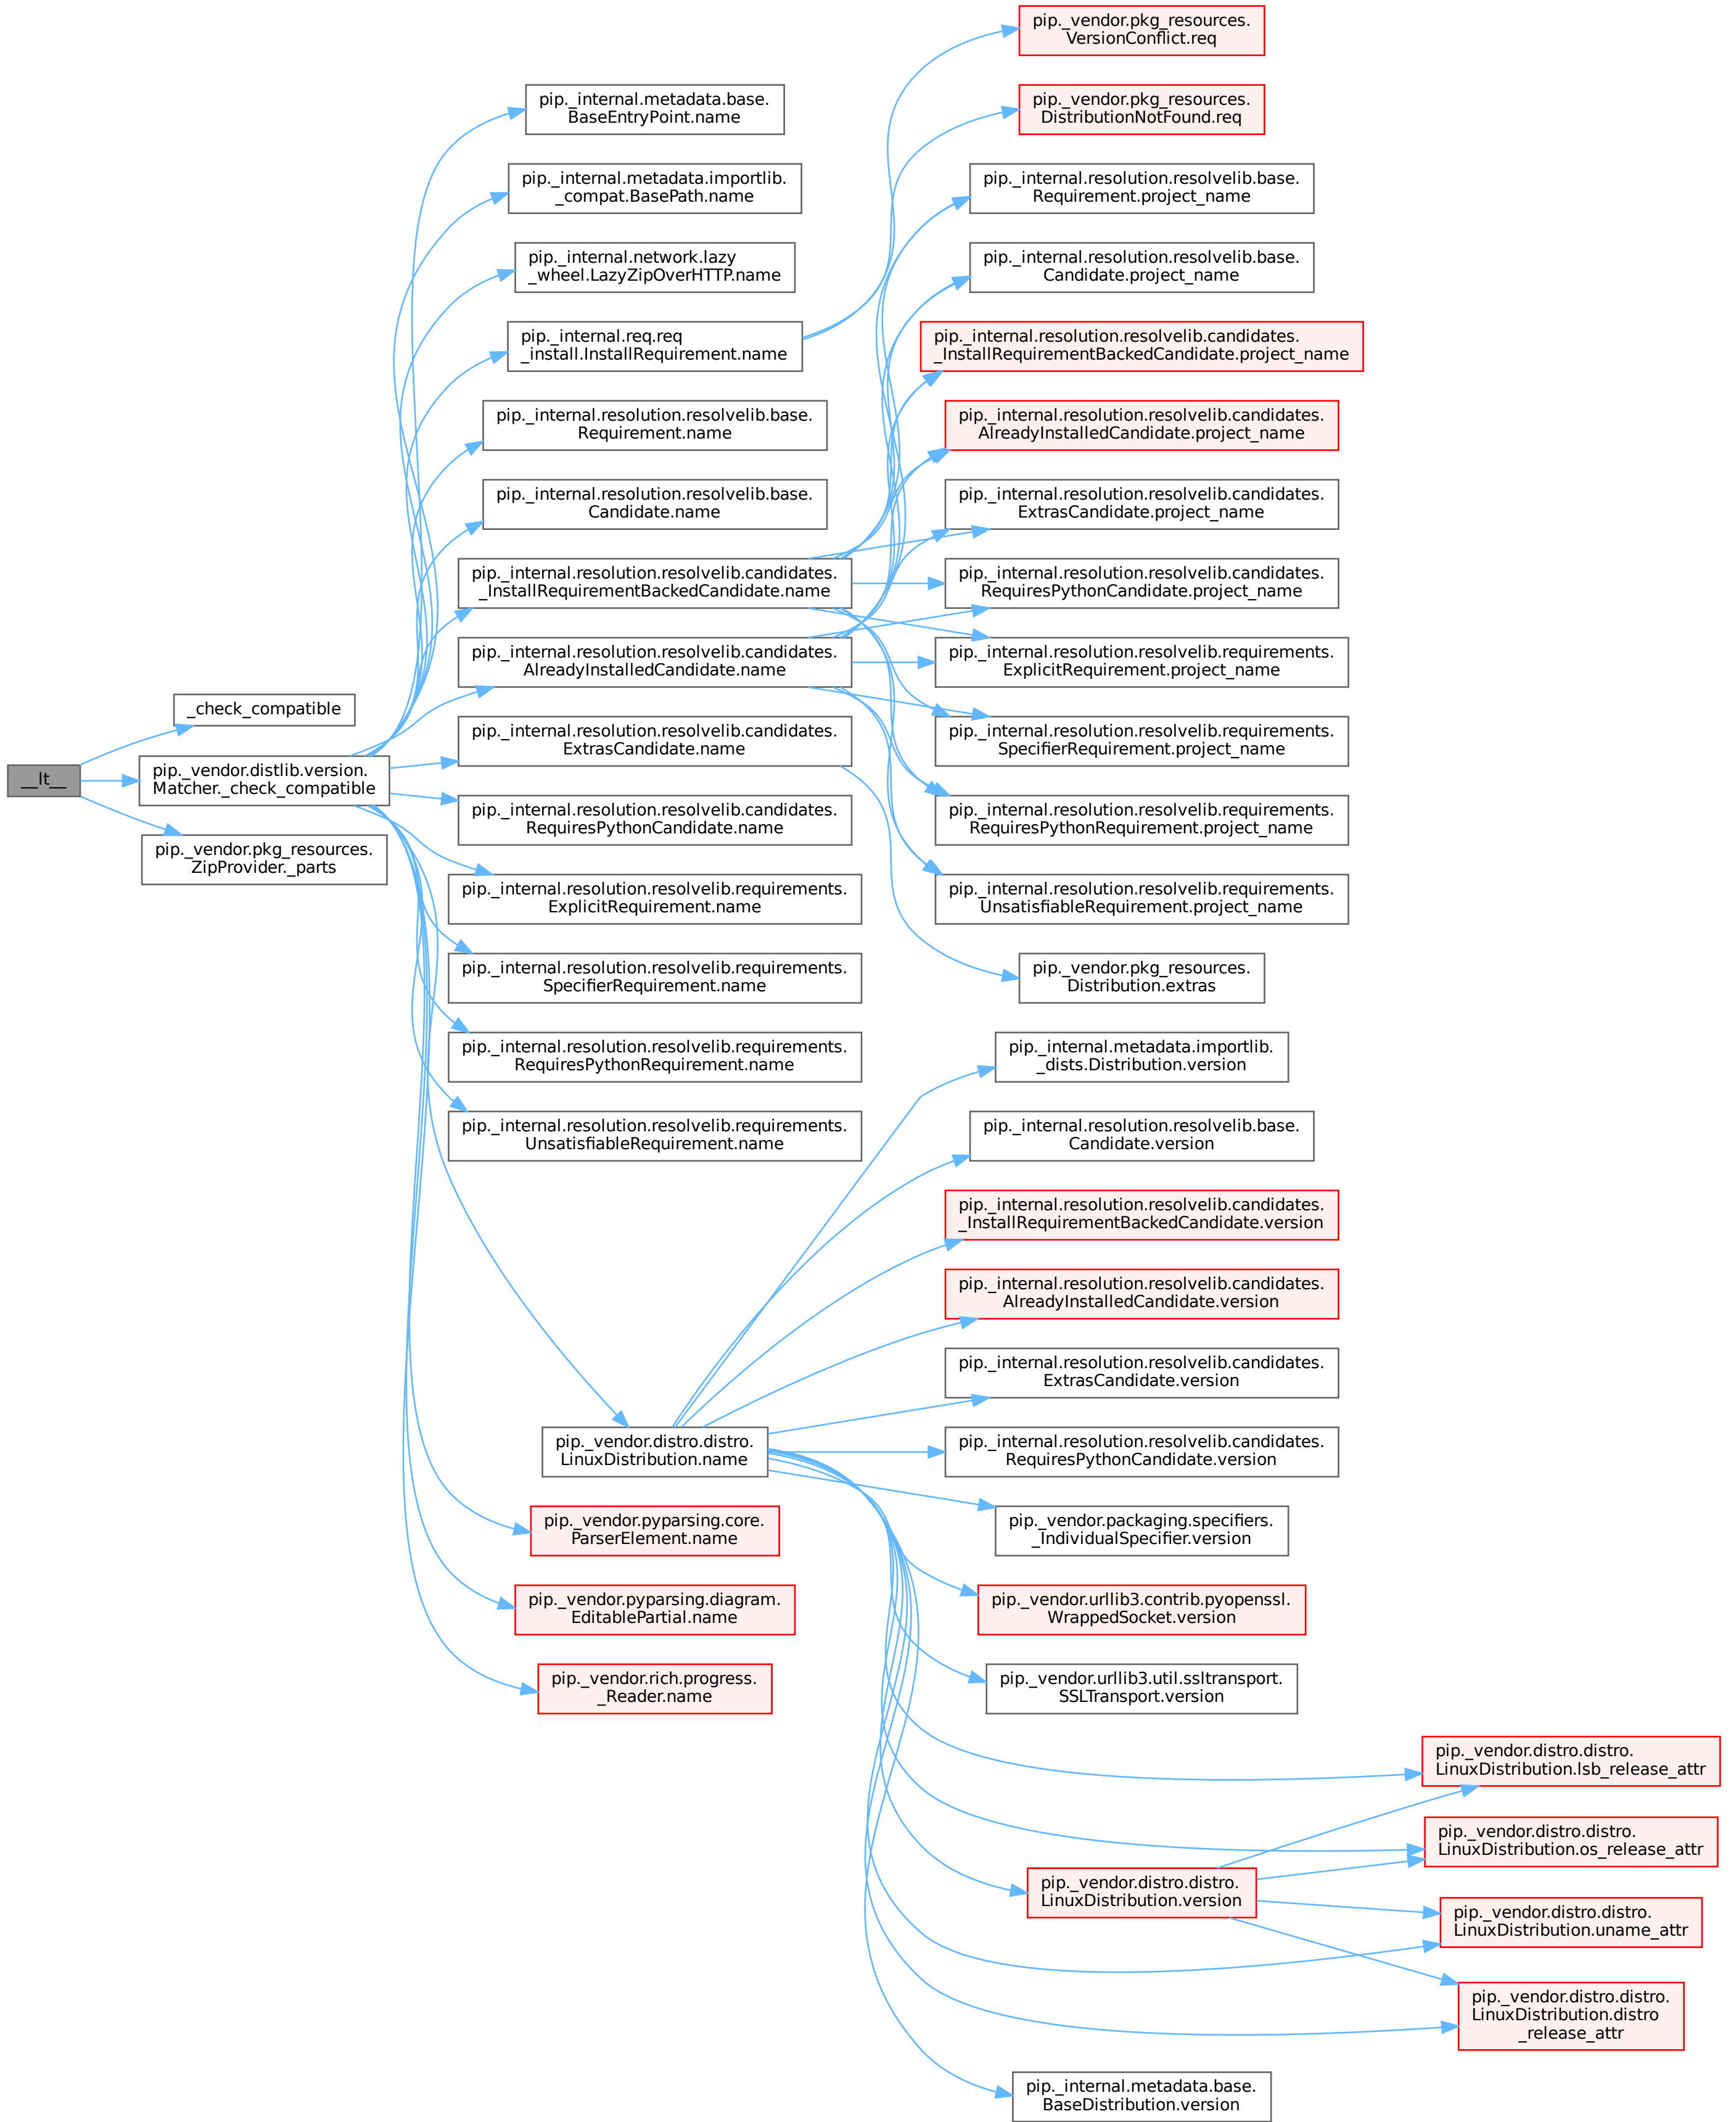 __lt__
_check_compatible
pip._vendor.distlib.version.
Matcher._check_compatible
pip._vendor.pkg_resources.
ZipProvider._parts
pip._internal.metadata.base.
BaseEntryPoint.name
pip._internal.metadata.importlib.
_compat.BasePath.name
pip._internal.network.lazy
_wheel.LazyZipOverHTTP.name
pip._internal.req.req
_install.InstallRequirement.name
pip._internal.resolution.resolvelib.base.
Requirement.name
pip._internal.resolution.resolvelib.base.
Candidate.name
pip._internal.resolution.resolvelib.candidates.
_InstallRequirementBackedCandidate.name
pip._internal.resolution.resolvelib.candidates.
AlreadyInstalledCandidate.name
pip._internal.resolution.resolvelib.candidates.
ExtrasCandidate.name
pip._internal.resolution.resolvelib.candidates.
RequiresPythonCandidate.name
pip._internal.resolution.resolvelib.requirements.
ExplicitRequirement.name
pip._internal.resolution.resolvelib.requirements.
SpecifierRequirement.name
pip._internal.resolution.resolvelib.requirements.
RequiresPythonRequirement.name
pip._internal.resolution.resolvelib.requirements.
UnsatisfiableRequirement.name
pip._vendor.distro.distro.
LinuxDistribution.name
pip._vendor.pyparsing.core.
ParserElement.name
pip._vendor.pyparsing.diagram.
EditablePartial.name
pip._vendor.rich.progress.
_Reader.name
pip._vendor.pkg_resources.
VersionConflict.req
pip._vendor.pkg_resources.
DistributionNotFound.req
pip._internal.resolution.resolvelib.base.
Requirement.project_name
pip._internal.resolution.resolvelib.base.
Candidate.project_name
pip._internal.resolution.resolvelib.candidates.
_InstallRequirementBackedCandidate.project_name
pip._internal.resolution.resolvelib.candidates.
AlreadyInstalledCandidate.project_name
pip._internal.resolution.resolvelib.candidates.
ExtrasCandidate.project_name
pip._internal.resolution.resolvelib.candidates.
RequiresPythonCandidate.project_name
pip._internal.resolution.resolvelib.requirements.
ExplicitRequirement.project_name
pip._internal.resolution.resolvelib.requirements.
SpecifierRequirement.project_name
pip._internal.resolution.resolvelib.requirements.
RequiresPythonRequirement.project_name
pip._internal.resolution.resolvelib.requirements.
UnsatisfiableRequirement.project_name
pip._vendor.pkg_resources.
Distribution.extras
pip._internal.metadata.importlib.
_dists.Distribution.version
pip._internal.resolution.resolvelib.base.
Candidate.version
pip._internal.resolution.resolvelib.candidates.
_InstallRequirementBackedCandidate.version
pip._internal.resolution.resolvelib.candidates.
AlreadyInstalledCandidate.version
pip._internal.resolution.resolvelib.candidates.
ExtrasCandidate.version
pip._internal.resolution.resolvelib.candidates.
RequiresPythonCandidate.version
pip._vendor.packaging.specifiers.
_IndividualSpecifier.version
pip._vendor.urllib3.contrib.pyopenssl.
WrappedSocket.version
pip._vendor.urllib3.util.ssltransport.
SSLTransport.version
pip._vendor.distro.distro.
LinuxDistribution.version
pip._internal.metadata.base.
BaseDistribution.version
pip._vendor.distro.distro.
LinuxDistribution.lsb_release_attr
pip._vendor.distro.distro.
LinuxDistribution.os_release_attr
pip._vendor.distro.distro.
LinuxDistribution.uname_attr
pip._vendor.distro.distro.
LinuxDistribution.distro
_release_attr